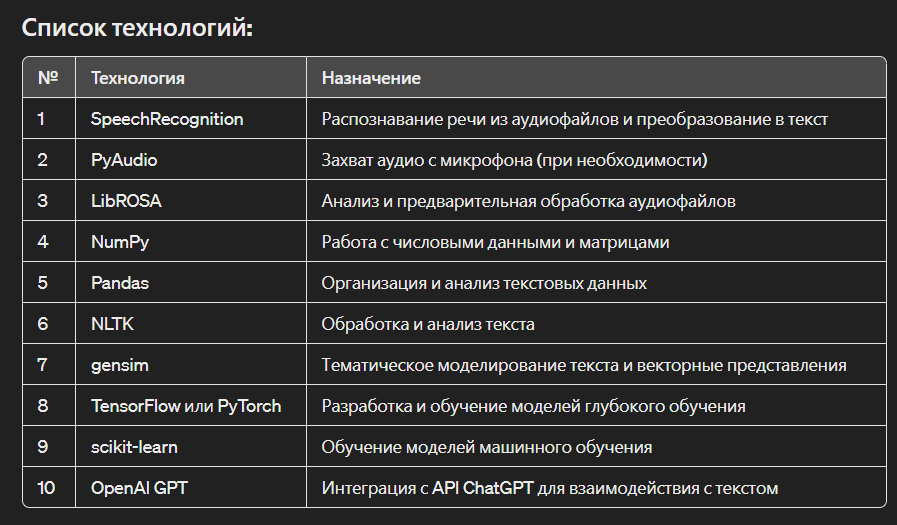 Список технологий:
№ Технология Назначение
1 SpeechRecognition Распознавание речи из аудиофайлов и преобразование в текст
2 PyAudio Захват аудио с микрофона (при необходимости)
3 LibROSA Анализ и предварительная обработка аудиофайлов
4 NumPy Работа с числовыми данными и матрицами
5 Pandas Организация и анализ текстовых данных
6 NLTK Обработка и анализ текста
7 gensim Тематическое моделирование текста и векторные представления
8 TensorFlow или PyTorch Разработка и обучение моделей глубокого обучения
9 scikit-learn Обучение моделей машинного обучения
10 OpenAI GPT Интеграция с API ChatGPT для взаимодействия с текстом